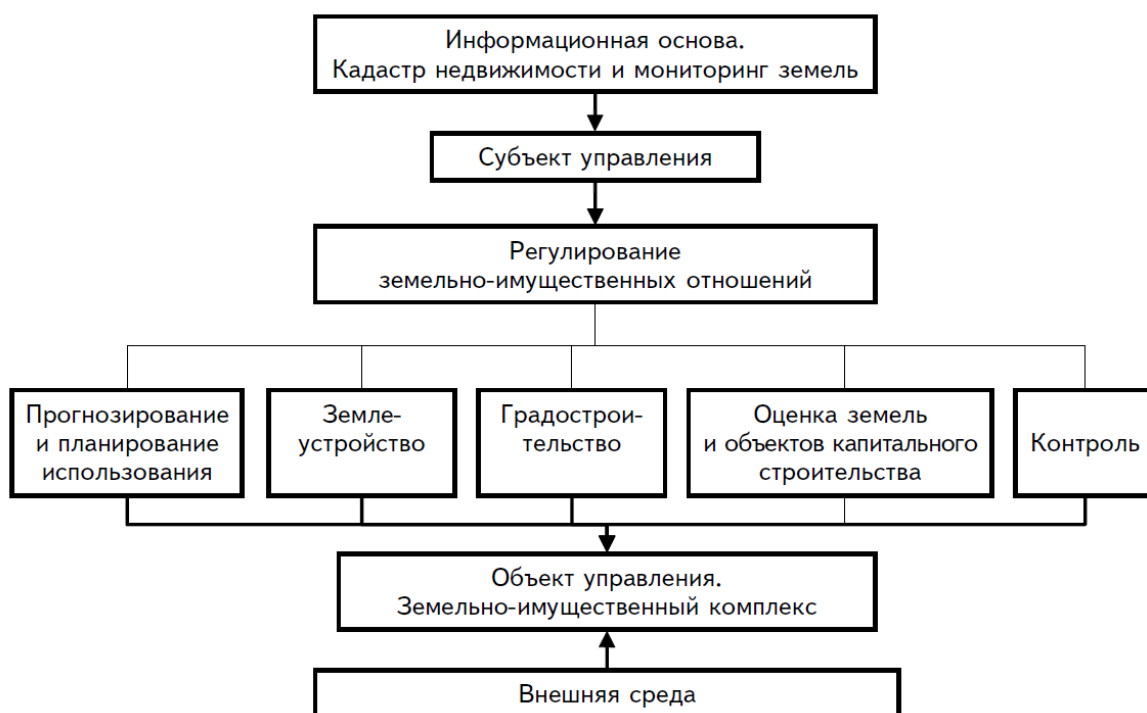 Информационная основа.
Кадастр недвижимости и мониторинг земель
Субъект управления
Регулирование
земельно-имущественных отношений
Прогнозирование
и планирование
использования
Земле-
устройство
Градострои-
тельство
Оценка земель
и объектов капитального
строительства
Контроль
Объект управления.
Земельно-имущественный комплекс
Внешняя среда